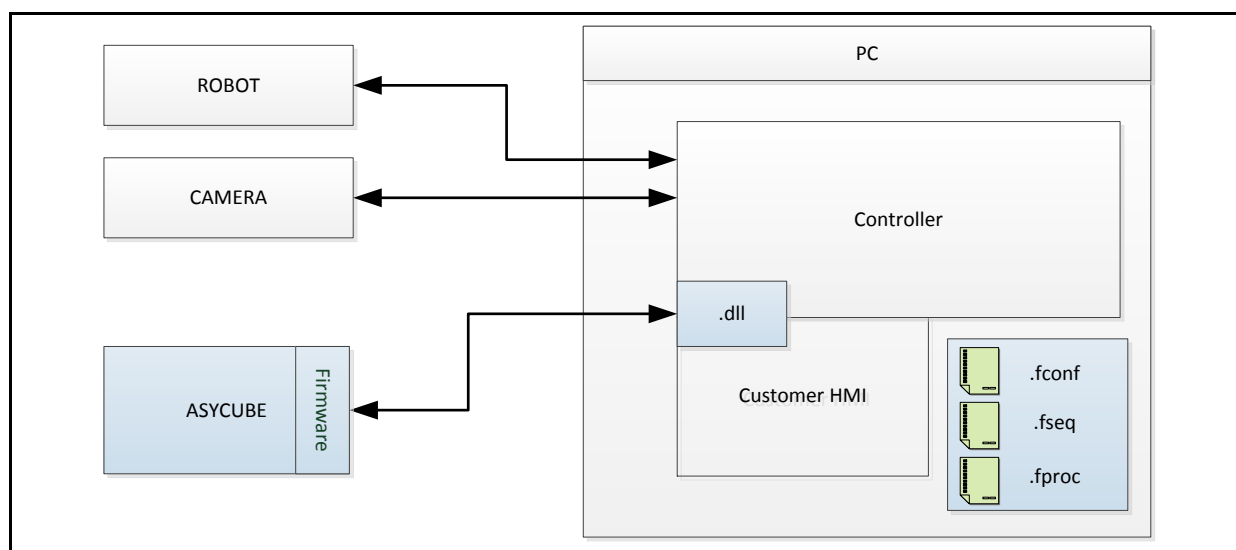 PC
ROBOT
CAMERA
Controller
.dll
ASYCUBE
Firmware
Customer HMI
.fconf
.fseq
.fproc